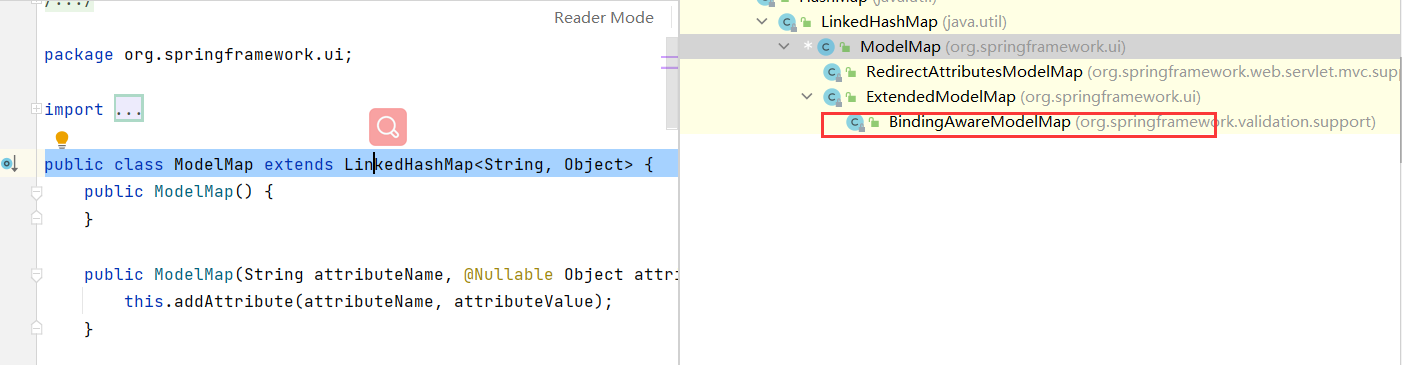 /.../
Reader Mode
package org.springframework.ui;
import ...
public class ModelMap extends LinkedHashMap<String, Object> {
public ModelMap() {
}
public ModelMap(String attributeName, @Nullable Object attri
this.addAttribute(attributeName, attributeValue);
}
HashMap (java.util)
LinkedHashMap (java.util)
* ModelMap (org.springframework.ui)
RedirectAttributesModelMap (org.springframework.web.servlet.mvc.supp
ExtendedModelMap (org.springframework.ui)
BindingAwareModelMap (org.springframework.validation.support)